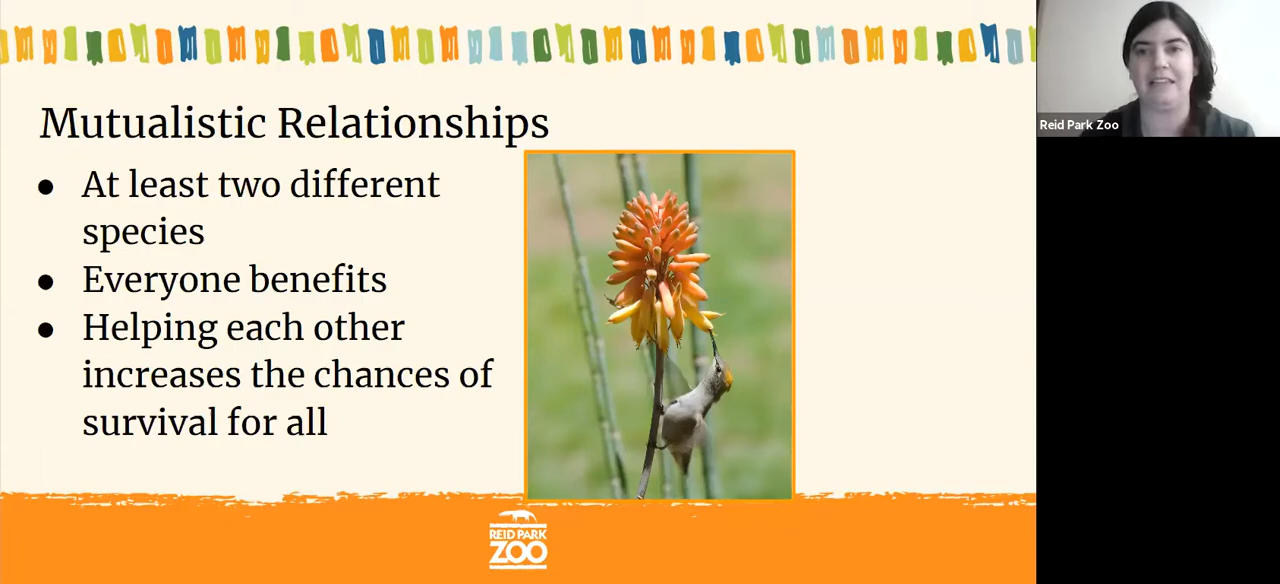 Mutualistic Relationships
● At least two different
species
● Everyone benefits
● Helping each other
increases the chances of
survival for all
REID PARK
ZOO
Reid Park Zoo